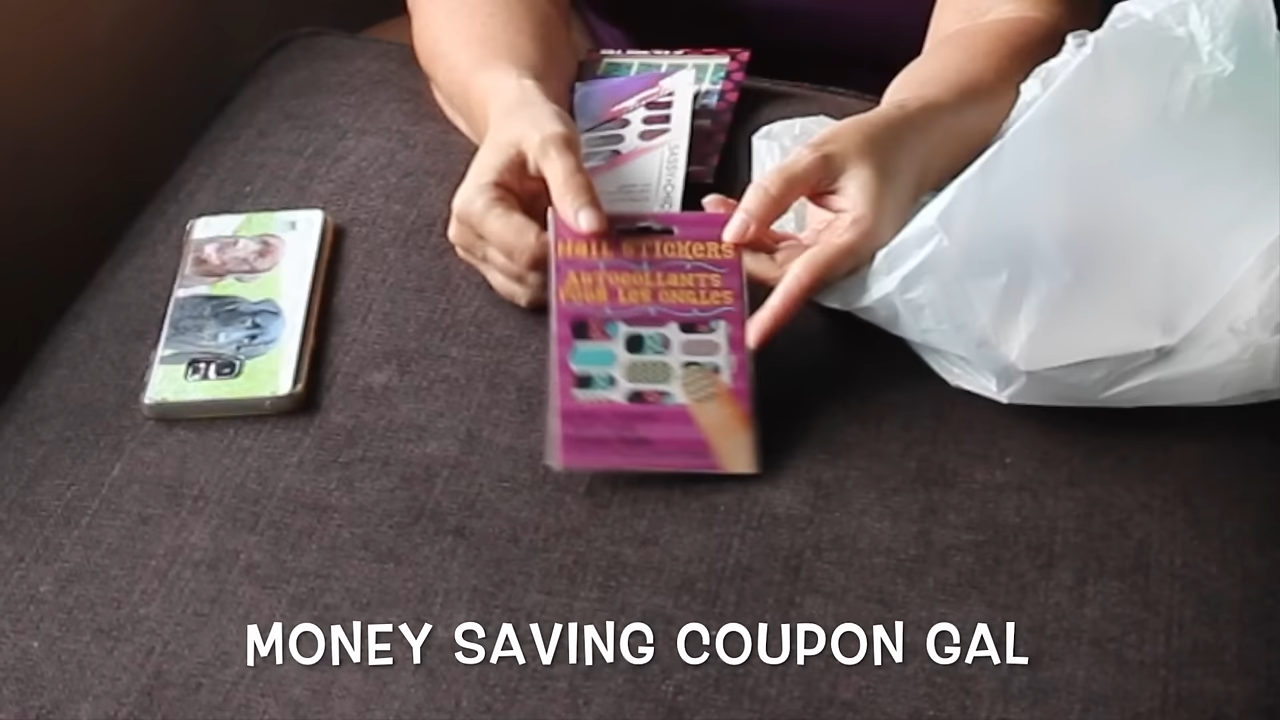 NAIL STICKERS
AUTOCOLLANTS
POUR LES ONGLES
MONEY SAVING COUPON GAL